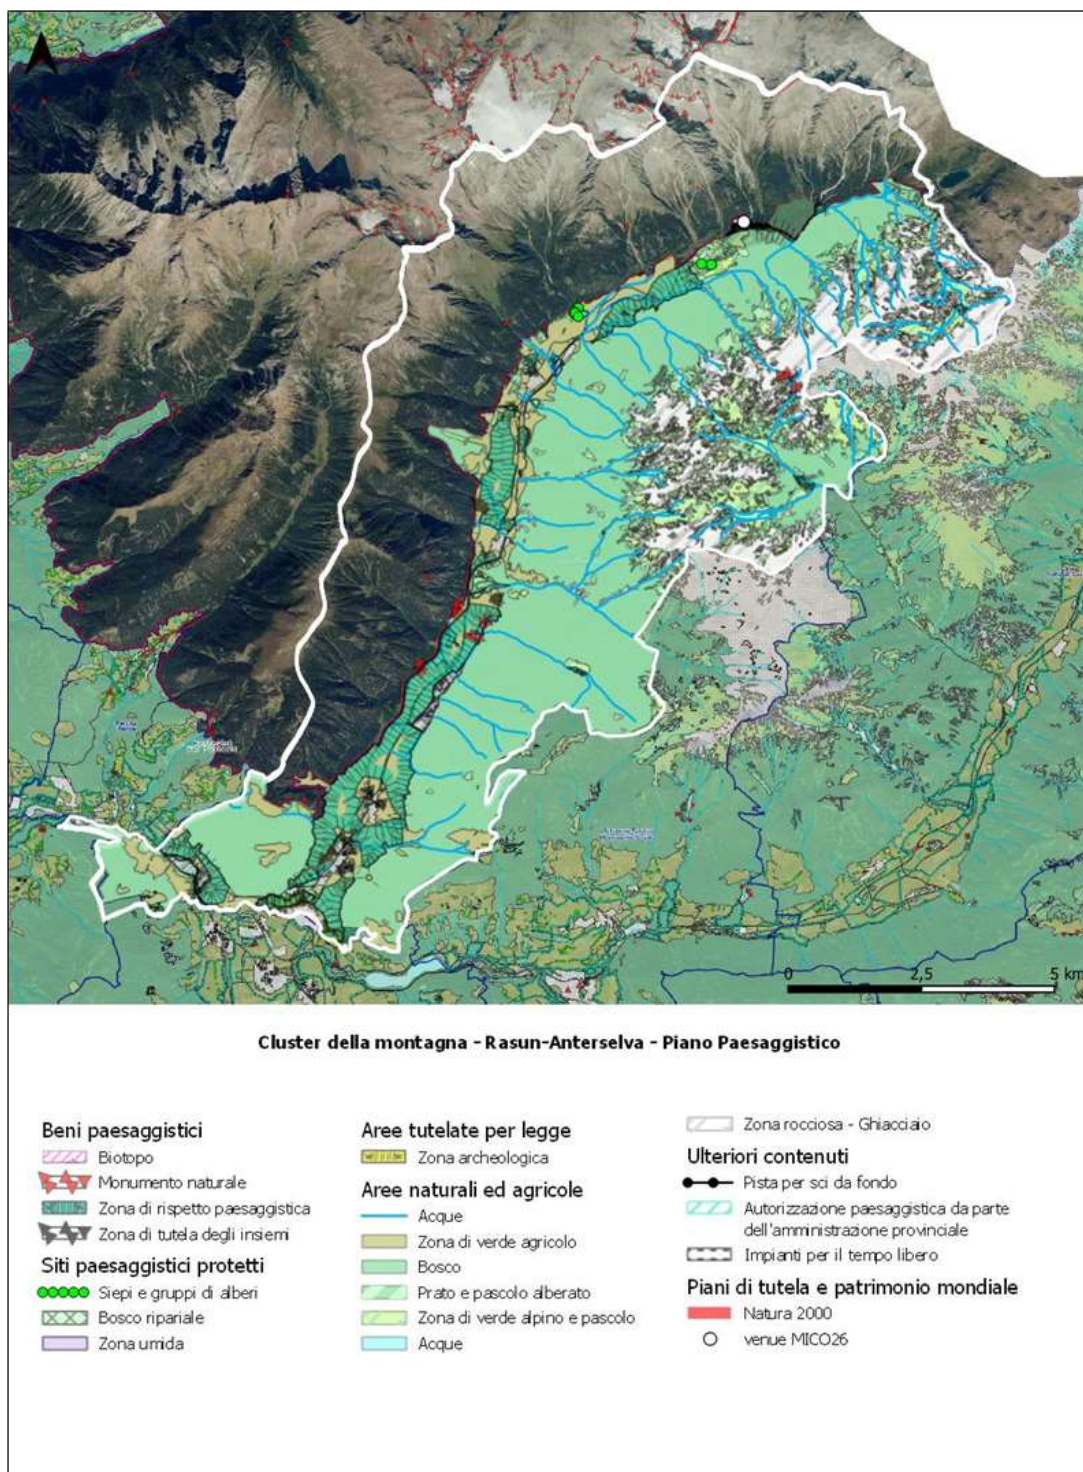 0 2,5 5 km
Cluster della montagna - Rasun-Anterselva - Piano Paesaggistico
Beni paesaggistici
Biotopo
Monumento naturale
Zona di rispetto paesaggistica
Zona di tutela degli insiemi
Siti paesaggistici protetti
Siepi e gruppi di alberi
Bosco ripariale
Zona umida
Aree tutelate per legge
Zona archeologica
Aree naturali ed agricole
Acque
Zona di verde agricolo
Bosco
Prato e pascolo alberato
Zona di verde alpino e pascolo
Acque
Zona rocciosa - Ghiacciaio
Ulteriori contenuti
Pista per sci da fondo
Autorizzazione paesaggistica da parte
dell'amministrazione provinciale
Impianti per il tempo libero
Piani di tutela e patrimonio mondiale
Natura 2000
venue MICO26